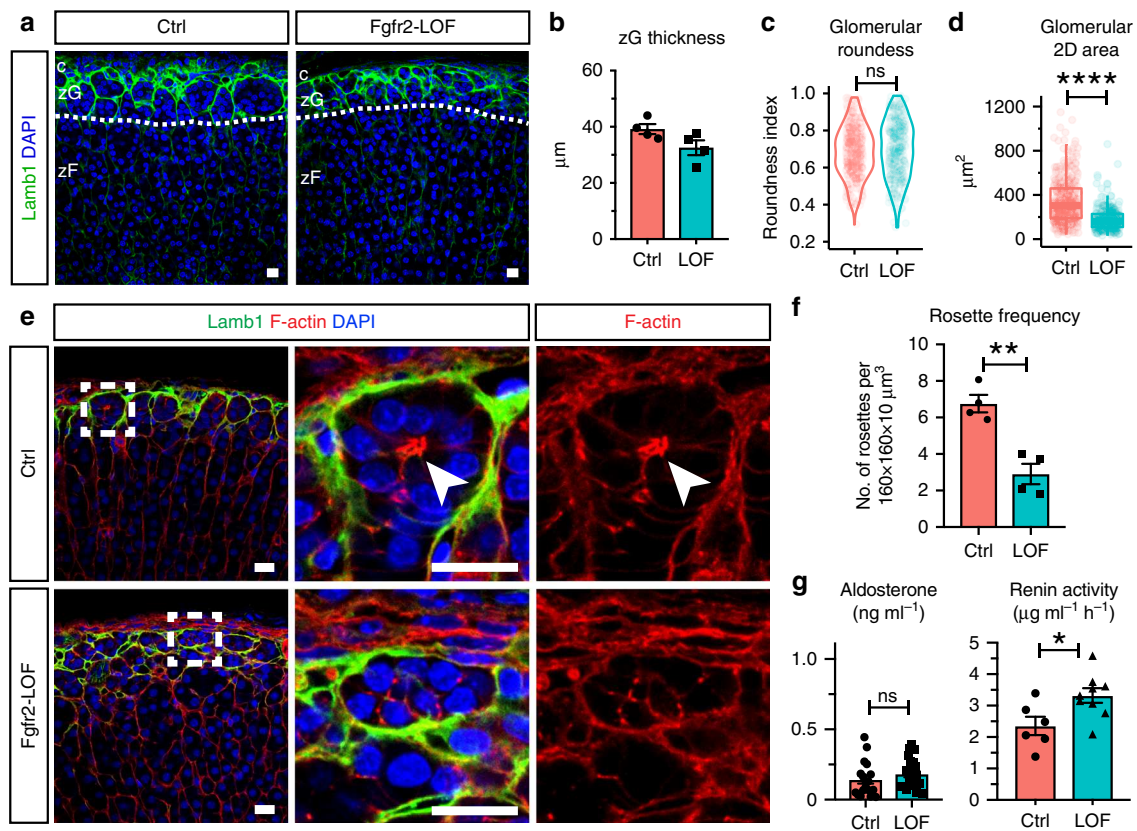 a
Ctrl
Fgfr2-LOF
Lamb1 DAPI
c
zG
zF
c
zG
b
zG thickness
60
40
20
0
µm
Ctrl
LOF
c
Glomerular
roundess
ns
1.0
0.8
0.6
0.4
0.2
Roundness index
Ctrl
LOF
d
Glomerular
2D area
****
1200
800
400
0
µm²
Ctrl
LOF
e
Lamb1 F-actin DAPI
F-actin
Ctrl
Fgfr2-LOF
f
Rosette frequency
**
10
8
6
4
2
0
No. of rosettes per
160×160×10 µm³
Ctrl
LOF
g
Aldosterone
(ng ml⁻¹)
1.0
0.5
0
ns
Ctrl
LOF
Renin activity
(µg ml⁻¹ h⁻¹)
*
5
4
3
2
1
0
Ctrl
LOF